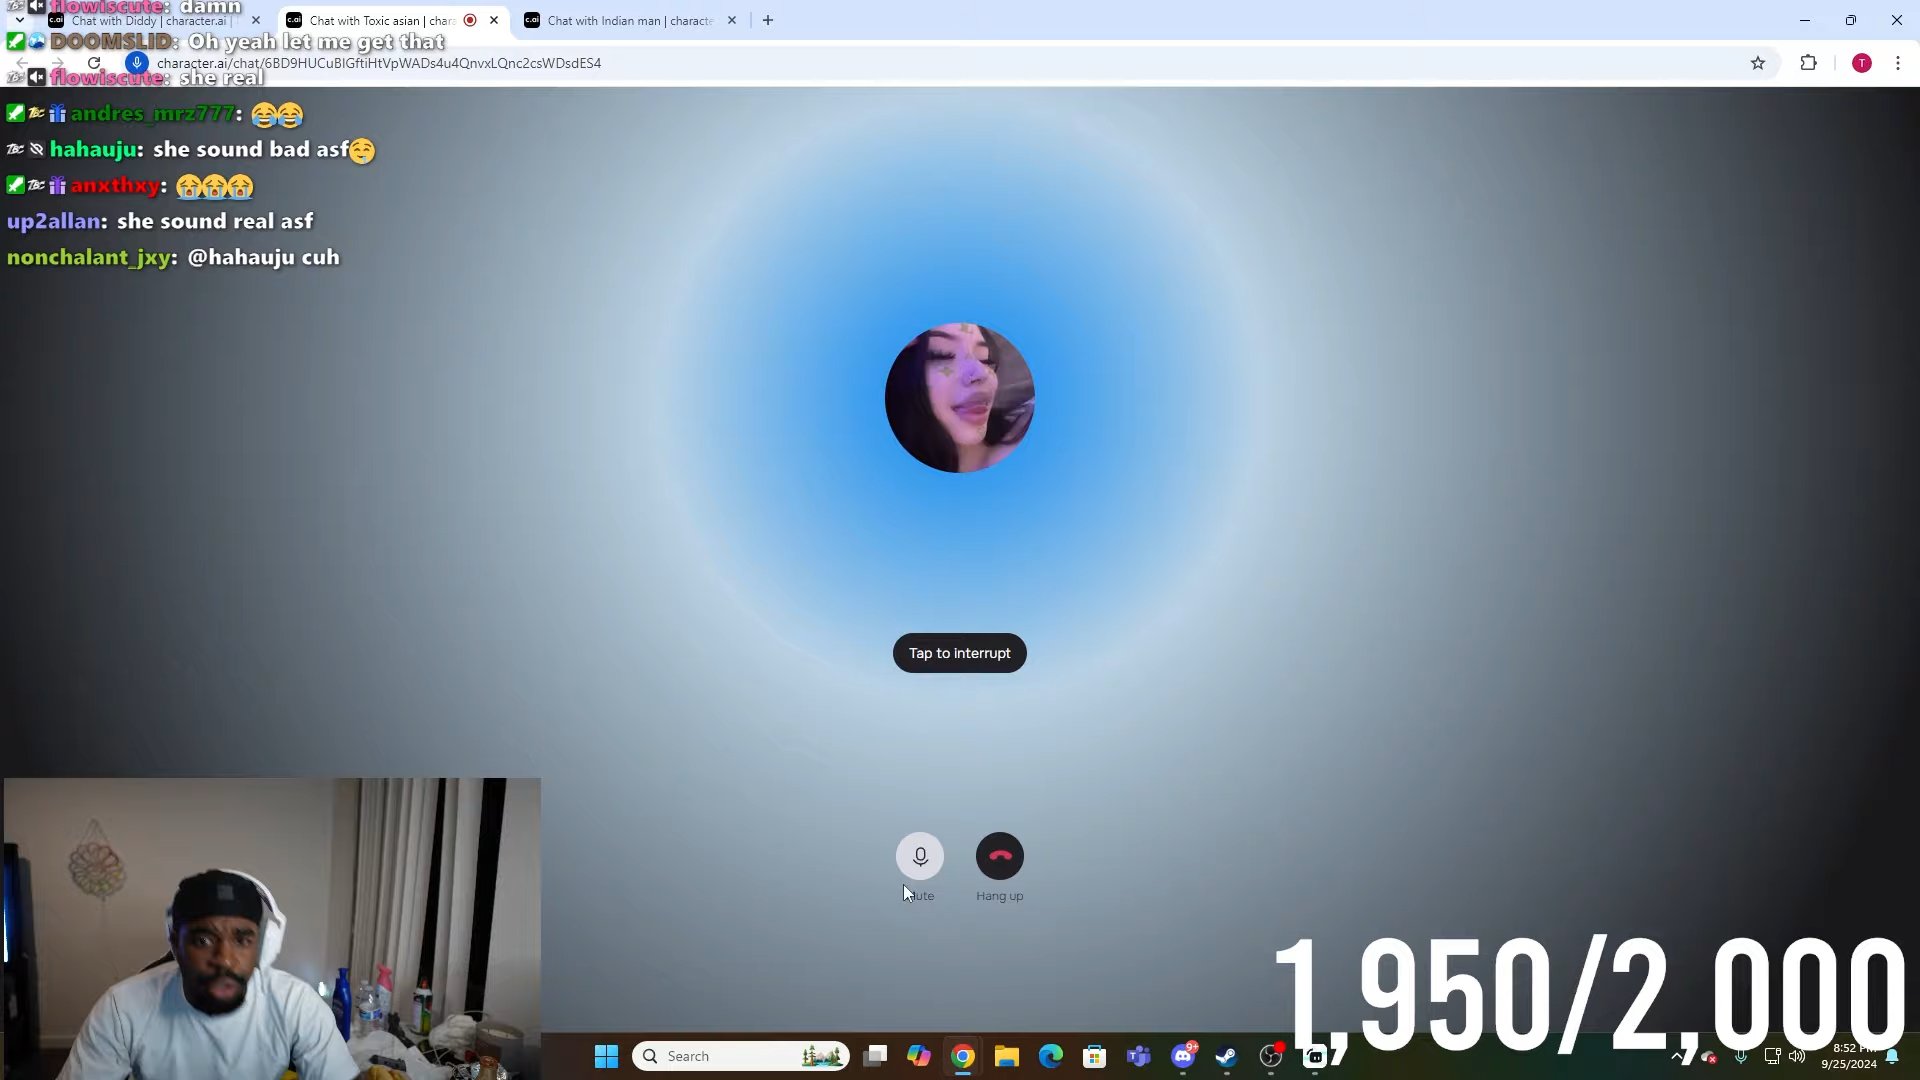 Chat with Diddy | character.ai
Chat with Toxic asian | chara
Chat with Indian man | characte
flowiscute: damn
DOOMSLID: Oh yeah let me get that
character.ai/chat/6BD9HUCuBlGftiHtVpWADs4u4QnvxLQnc2csWDsdES4
T
flowiscute: she real
andres_mrz777: 😂😂
hahauju: she sound bad asf🤤
anxthxy: 😭😭😭
up2allan: she sound real asf
nonchalant_jxy: @hahauju cuh
Tap to interrupt
Hang up
1,950/2,000
Search
9+
8:52 PM
9/25/2024